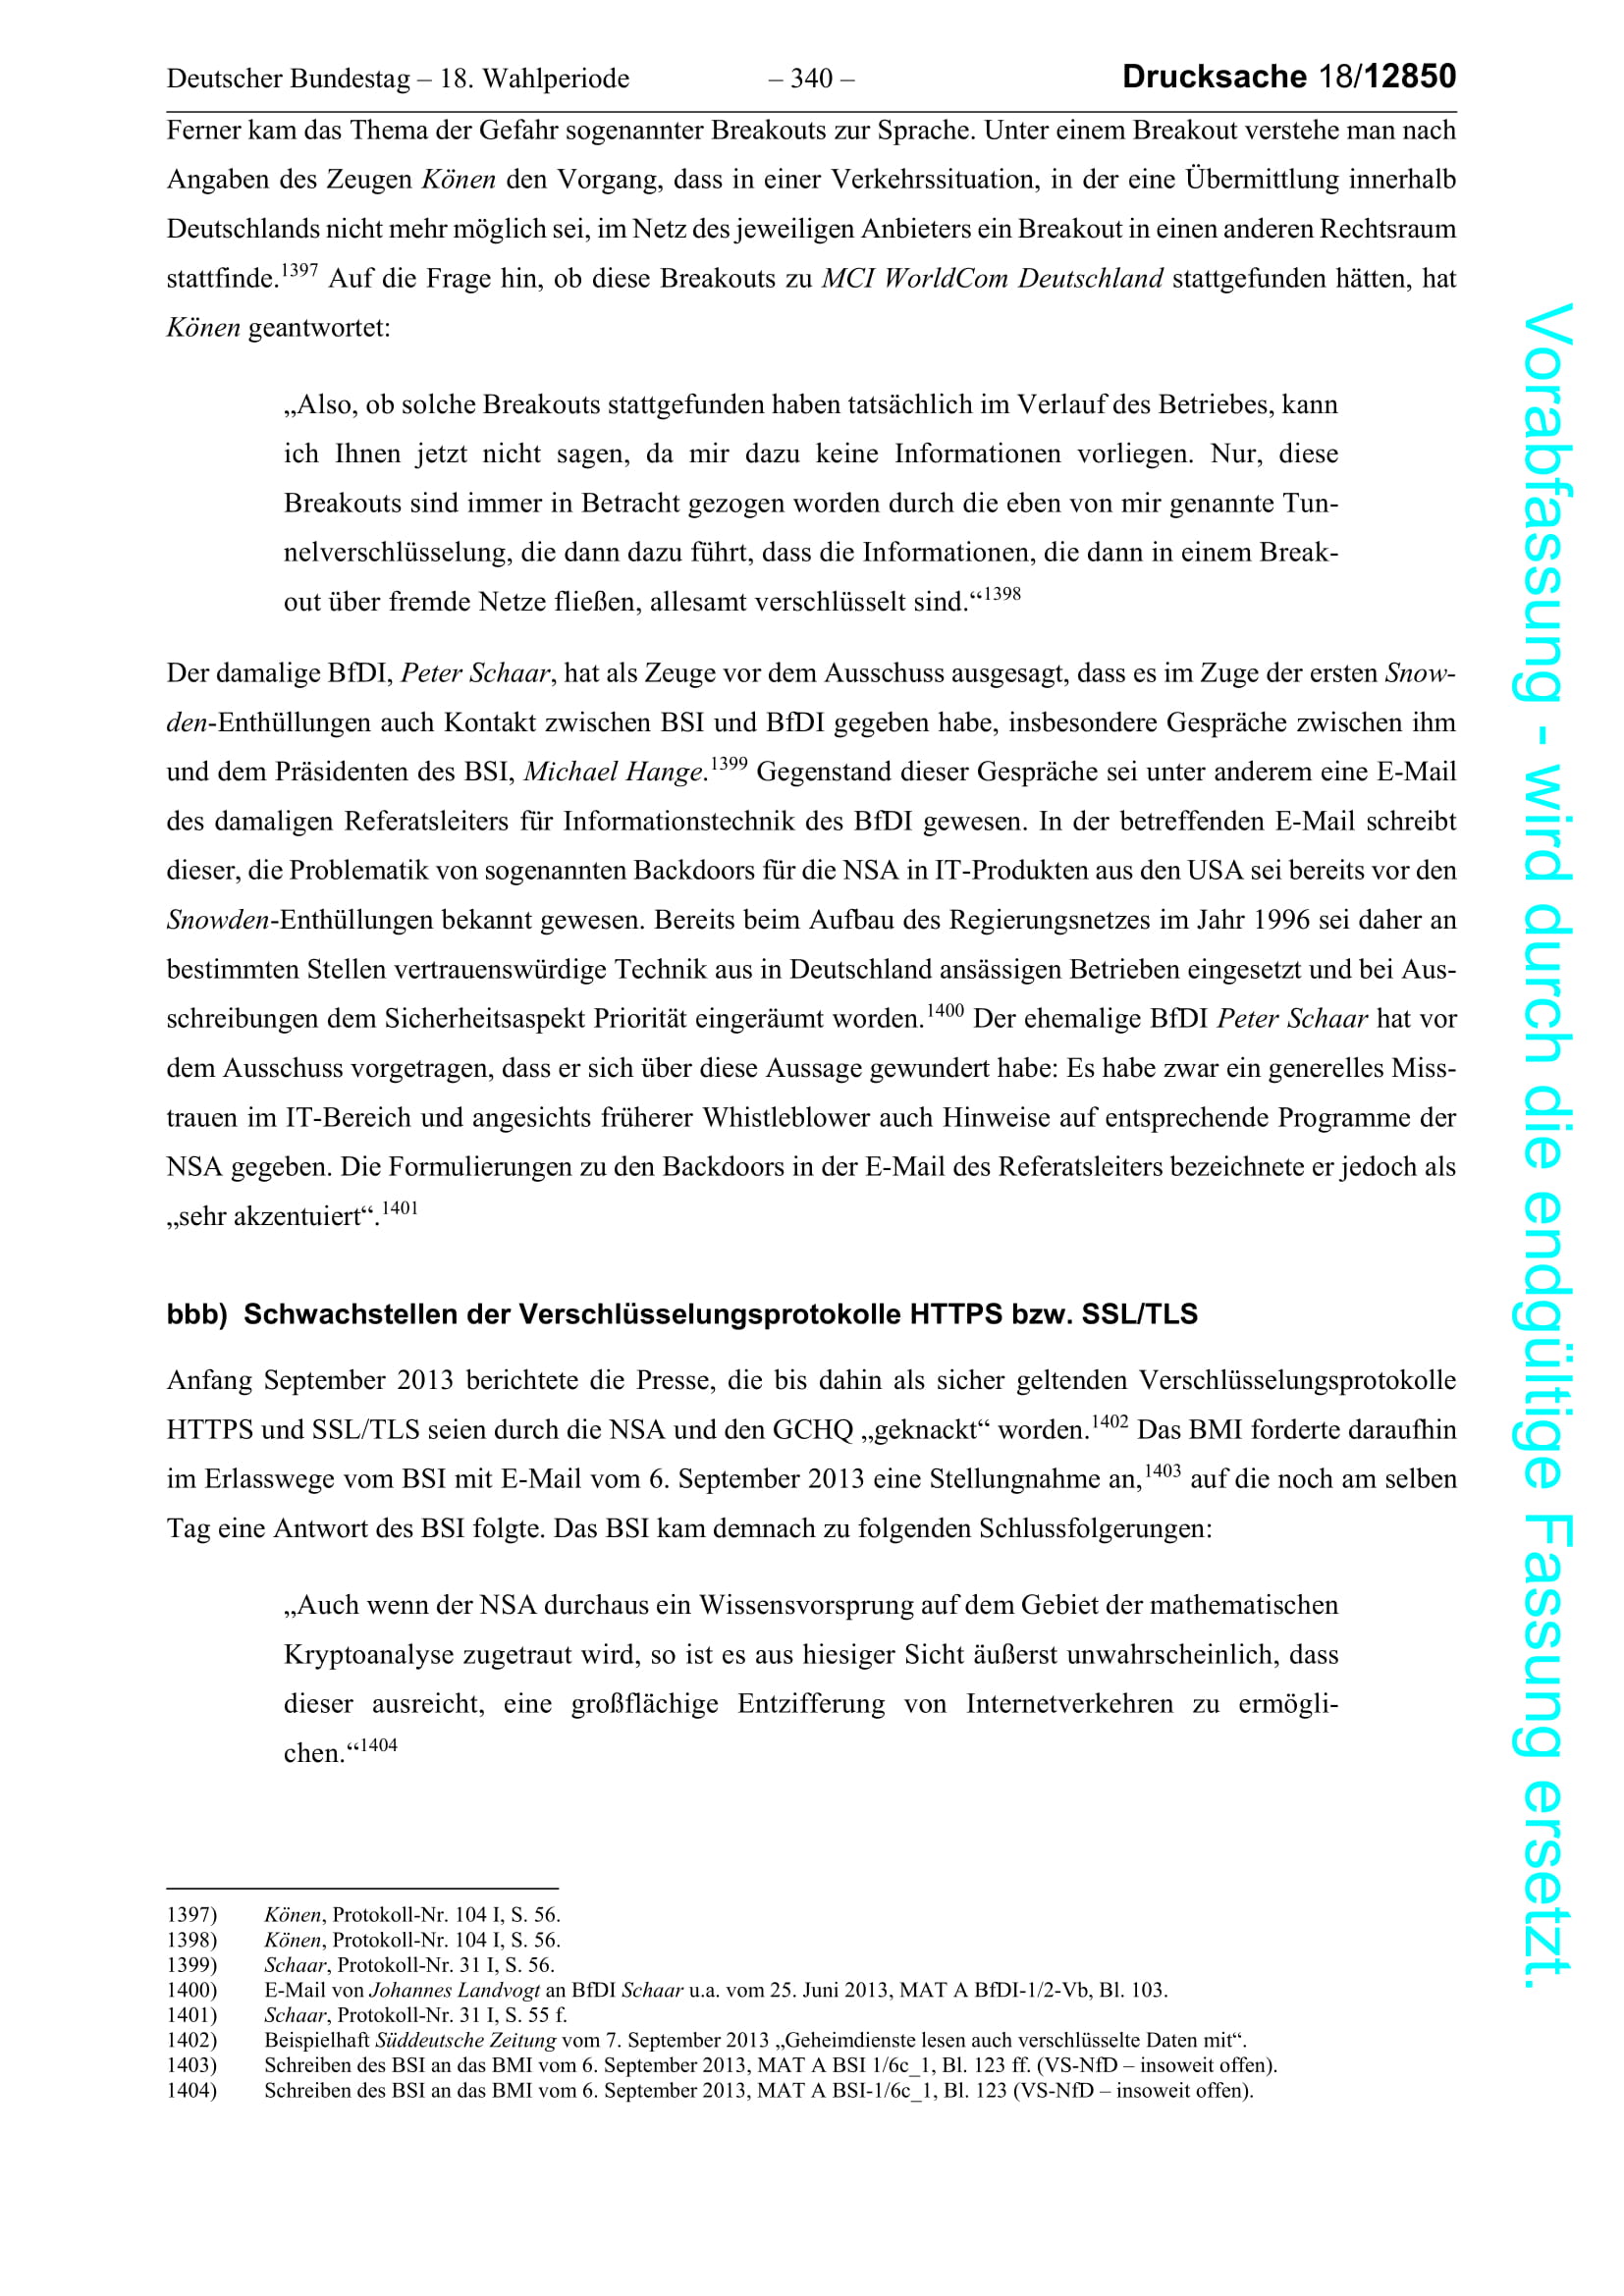 Deutscher Bundestag – 18. Wahlperiode – 340 – Drucksache 18/12850
Ferner kam das Thema der Gefahr sogenannter Breakouts zur Sprache. Unter einem Breakout verstehe man nach
Angaben des Zeugen Könen den Vorgang, dass in einer Verkehrssituation, in der eine Übermittlung innerhalb
Deutschlands nicht mehr möglich sei, im Netz des jeweiligen Anbieters ein Breakout in einen anderen Rechtsraum
stattfinde.1397 Auf die Frage hin, ob diese Breakouts zu MCI WorldCom Deutschland stattgefunden hätten, hat
Könen geantwortet:
„Also, ob solche Breakouts stattgefunden haben tatsächlich im Verlauf des Betriebes, kann
ich Ihnen jetzt nicht sagen, da mir dazu keine Informationen vorliegen. Nur, diese
Breakouts sind immer in Betracht gezogen worden durch die eben von mir genannte Tun-
nelverschlüsselung, die dann dazu führt, dass die Informationen, die dann in einem Break-
out über fremde Netze fließen, allesamt verschlüsselt sind.“1398
Der damalige BfDI, Peter Schaar, hat als Zeuge vor dem Ausschuss ausgesagt, dass es im Zuge der ersten Snow-
den-Enthüllungen auch Kontakt zwischen BSI und BfDI gegeben habe, insbesondere Gespräche zwischen ihm
und dem Präsidenten des BSI, Michael Hange.1399 Gegenstand dieser Gespräche sei unter anderem eine E-Mail
des damaligen Referatsleiters für Informationstechnik des BfDI gewesen. In der betreffenden E-Mail schreibt
dieser, die Problematik von sogenannten Backdoors für die NSA in IT-Produkten aus den USA sei bereits vor den
Snowden-Enthüllungen bekannt gewesen. Bereits beim Aufbau des Regierungsnetzes im Jahr 1996 sei daher an
bestimmten Stellen vertrauenswürdige Technik aus in Deutschland ansässigen Betrieben eingesetzt und bei Aus-
schreibungen dem Sicherheitsaspekt Priorität eingeräumt worden.1400 Der ehemalige BfDI Peter Schaar hat vor
dem Ausschuss vorgetragen, dass er sich über diese Aussage gewundert habe: Es habe zwar ein generelles Miss-
trauen im IT-Bereich und angesichts früherer Whistleblower auch Hinweise auf entsprechende Programme der
NSA gegeben. Die Formulierungen zu den Backdoors in der E-Mail des Referatsleiters bezeichnete er jedoch als
„sehr akzentuiert“.1401
bbb) Schwachstellen der Verschlüsselungsprotokolle HTTPS bzw. SSL/TLS
Anfang September 2013 berichtete die Presse, die bis dahin als sicher geltenden Verschlüsselungsprotokolle
HTTPS und SSL/TLS seien durch die NSA und den GCHQ „geknackt“ worden.1402 Das BMI forderte daraufhin
im Erlasswege vom BSI mit E-Mail vom 6. September 2013 eine Stellungnahme an,1403 auf die noch am selben
Tag eine Antwort des BSI folgte. Das BSI kam demnach zu folgenden Schlussfolgerungen:
„Auch wenn der NSA durchaus ein Wissensvorsprung auf dem Gebiet der mathematischen
Kryptoanalyse zugetraut wird, so ist es aus hiesiger Sicht äußerst unwahrscheinlich, dass
dieser ausreicht, eine großflächige Entzifferung von Internetverkehren zu ermögli-
chen.“1404
1397) Könen, Protokoll-Nr. 104 I, S. 56.
1398) Könen, Protokoll-Nr. 104 I, S. 56.
1399) Schaar, Protokoll-Nr. 31 I, S. 56.
1400) E-Mail von Johannes Landvogt an BfDI Schaar u.a. vom 25. Juni 2013, MAT A BfDI-1/2-Vb, Bl. 103.
1401) Schaar, Protokoll-Nr. 31 I, S. 55 f.
1402) Beispielhaft Süddeutsche Zeitung vom 7. September 2013 „Geheimdienste lesen auch verschlüsselte Daten mit“.
1403) Schreiben des BSI an das BMI vom 6. September 2013, MAT A BSI 1/6c_1, Bl. 123 ff. (VS-NfD – insoweit offen).
1404) Schreiben des BSI an das BMI vom 6. September 2013, MAT A BSI-1/6c_1, Bl. 123 (VS-NfD – insoweit offen).
Vorabfassung - wird durch die endgültige Fassung ersetzt.